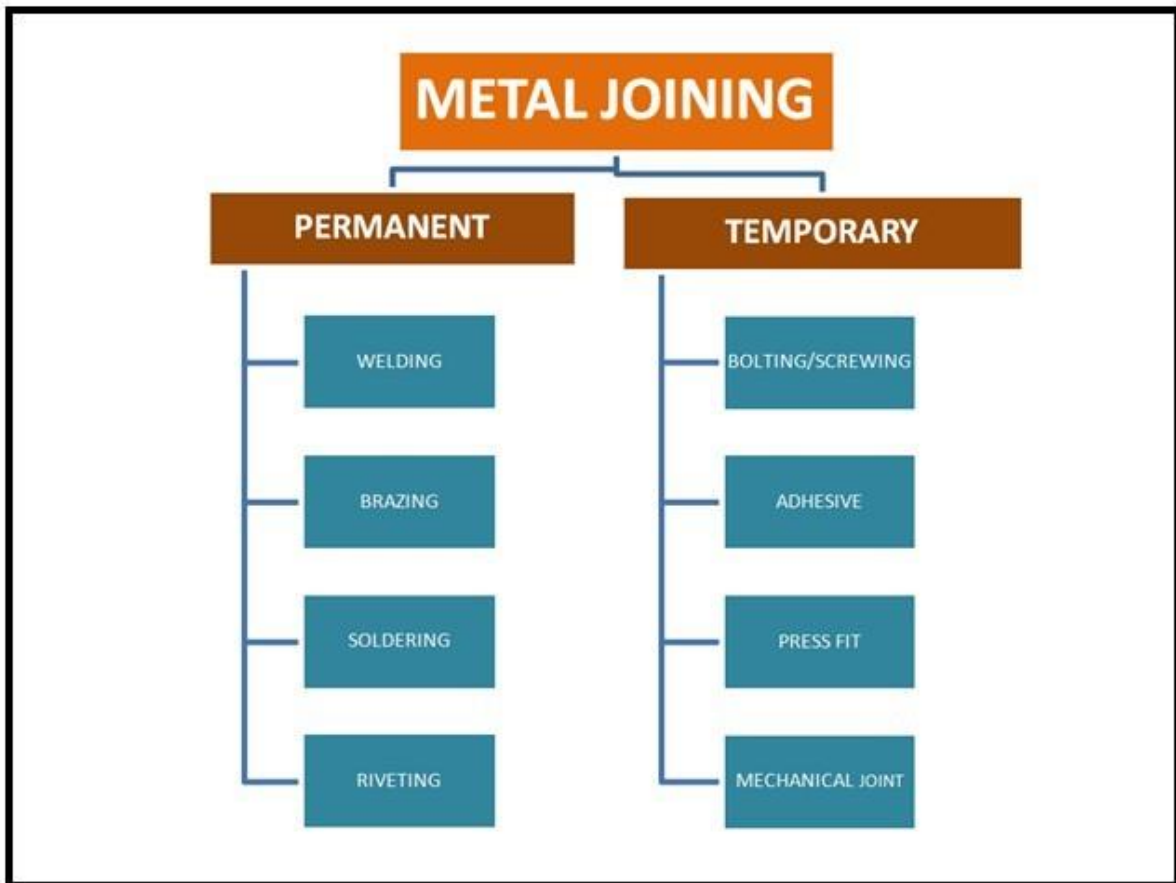 METAL JOINING
PERMANENT
WELDING
BRAZING
SOLDERING
RIVETING
TEMPORARY
BOLTING/SCREWING
ADHESIVE
PRESS FIT
MECHANICAL JOINT